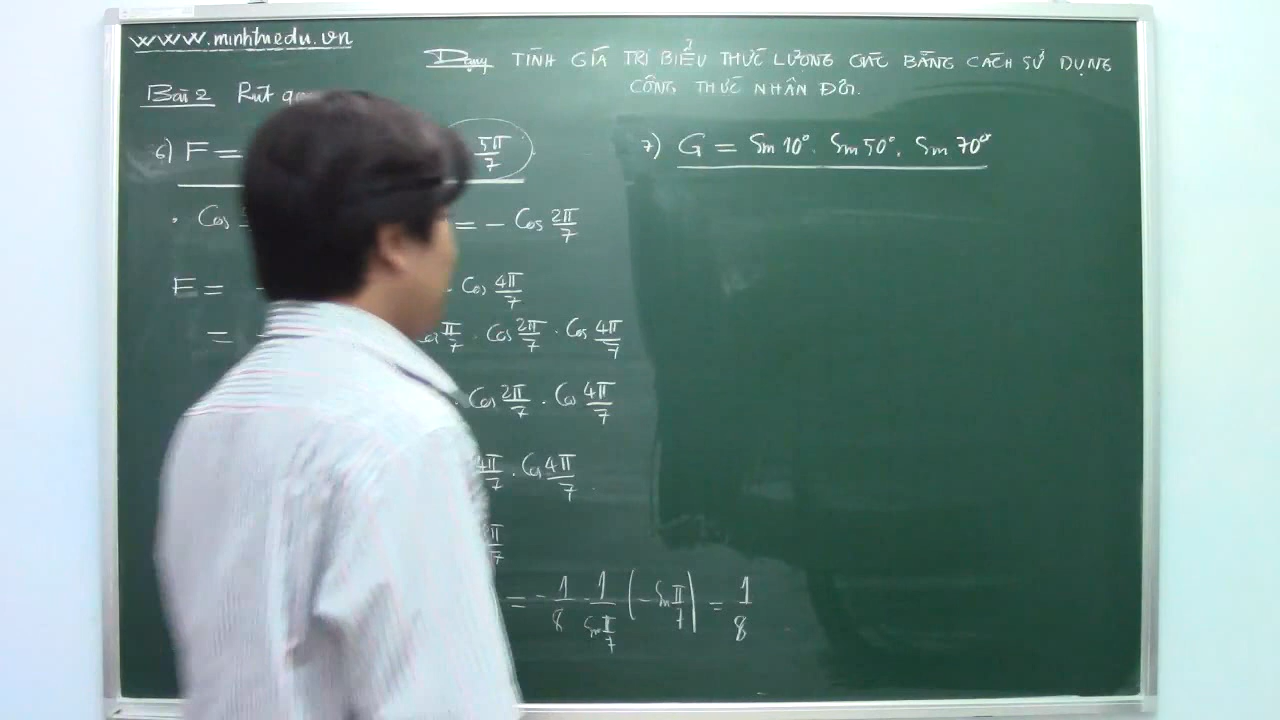 www.minhtuedu.vn
Dạng TÍNH GIÁ TRỊ BIỂU THỨC LƯỢNG GIÁC BẰNG CÁCH SỬ DỤNG
CÔNG THỨC NHÂN ĐÔI.
Bài 2 Rút
6) F = 5π/7
. Cos = - Cos 2π/7
F = - Cos 4π/7
= π/7 . Cos 2π/7 . Cos 4π/7
. Cos 2π/7 . Cos 4π/7
4π/7 . Cos 4π/7
π/7
= - 1/8 . 1/Sin π/7 (- Sin π/7) = 1/8
7) G = Sin 10° . Sin 50° . Sin 70°